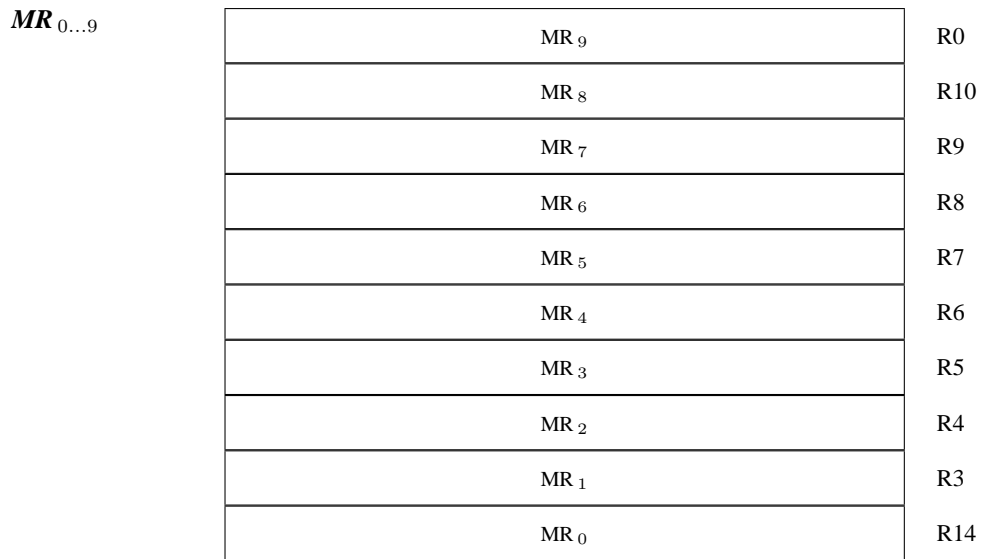 MR 0...9
MR 9 R0
MR 8 R10
MR 7 R9
MR 6 R8
MR 5 R7
MR 4 R6
MR 3 R5
MR 2 R4
MR 1 R3
MR 0 R14